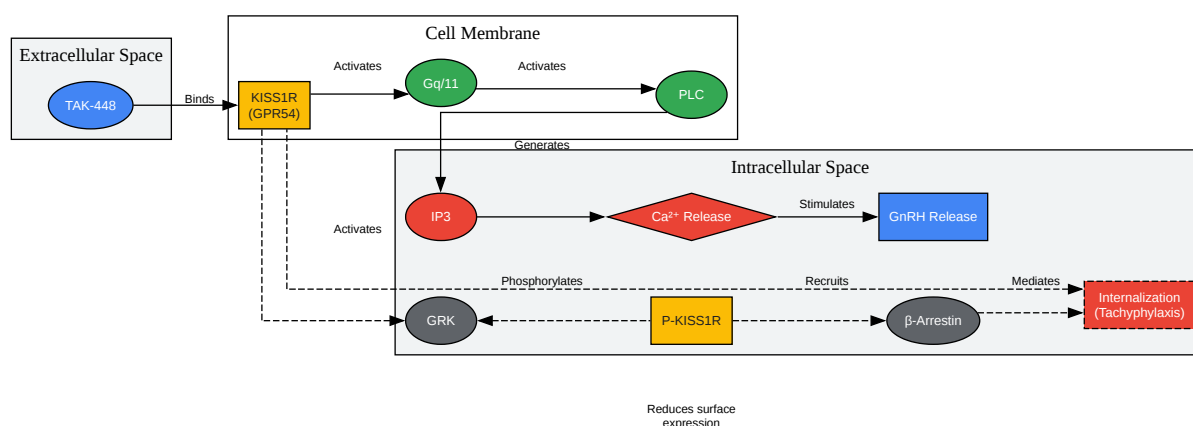 Cell Membrane
Extracellular Space
Activates
Activates
Gq/11
PLC
KISS1R
(GPR54)
TAK-448
Binds
Generates
Intracellular Space
IP3
Ca²⁺ Release
Stimulates
GnRH Release
Activates
Phosphorylates
Recruits
Mediates
Internalization
(Tachyphylaxis)
GRK
P-KISS1R
β-Arrestin
Reduces surface
expression